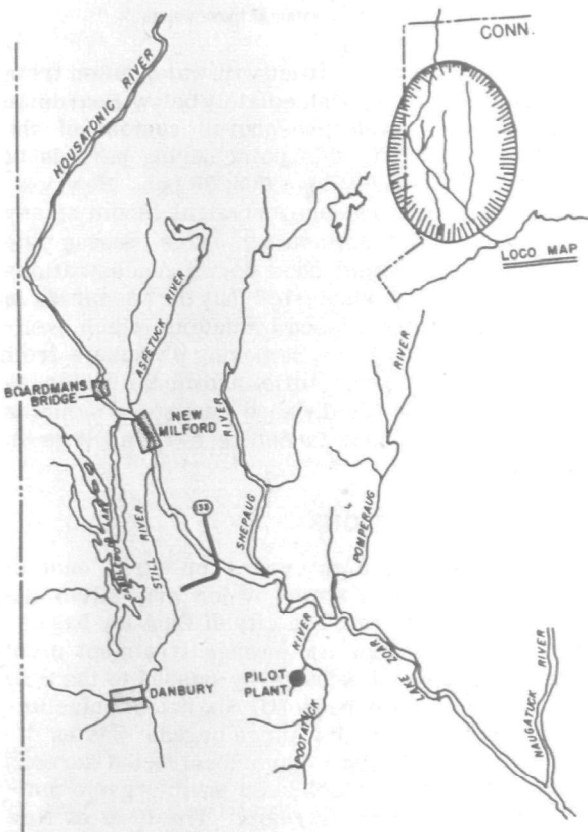 CONN.
LOCO MAP
HOUSATONIC RIVER
ASPETUCK RIVER
BOARDMANS
BRIDGE
NEW
MILFORD
SHEPAUG RIVER
POMPERAUG RIVER
CANDLEWOOD LAKE
STILL RIVER
133
DANBURY
PILOT
PLANT
POOTATUCK RIVER
LAKE ZOAR
NAUGATUCK RIVER